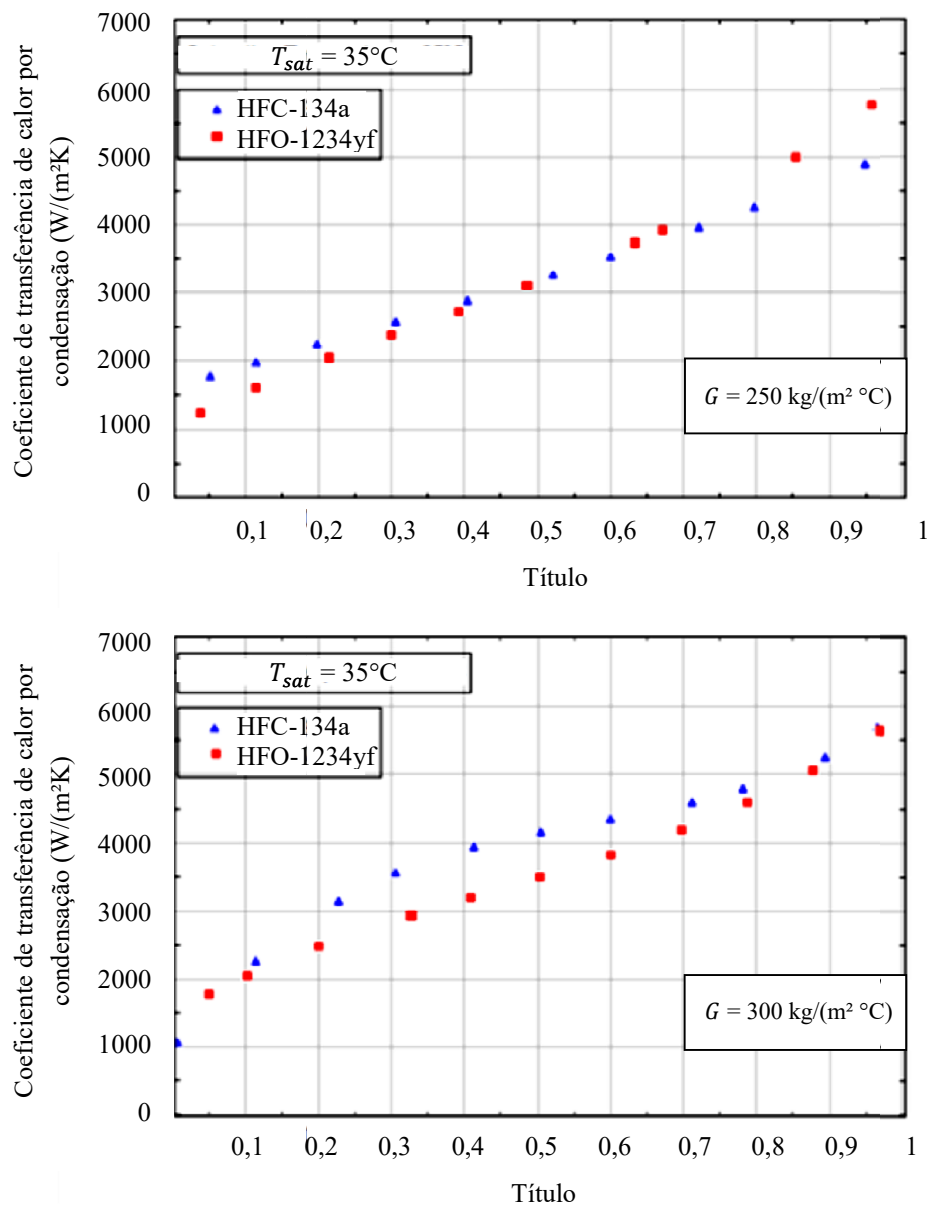 Coeficiente de transferência de calor por
condensação (W/(m²K)
7000
6000
5000
4000
3000
2000
1000
0
T_sat = 35°C
HFC-134a
HFO-1234yf
G = 250 kg/(m² °C)
0,1 0,2 0,3 0,4 0,5 0,6 0,7 0,8 0,9 1
Título
Coeficiente de transferência de calor por
condensação (W/(m²K)
7000
6000
5000
4000
3000
2000
1000
0
T_sat = 35°C
HFC-134a
HFO-1234yf
G = 300 kg/(m² °C)
0,1 0,2 0,3 0,4 0,5 0,6 0,7 0,8 0,9 1
Título